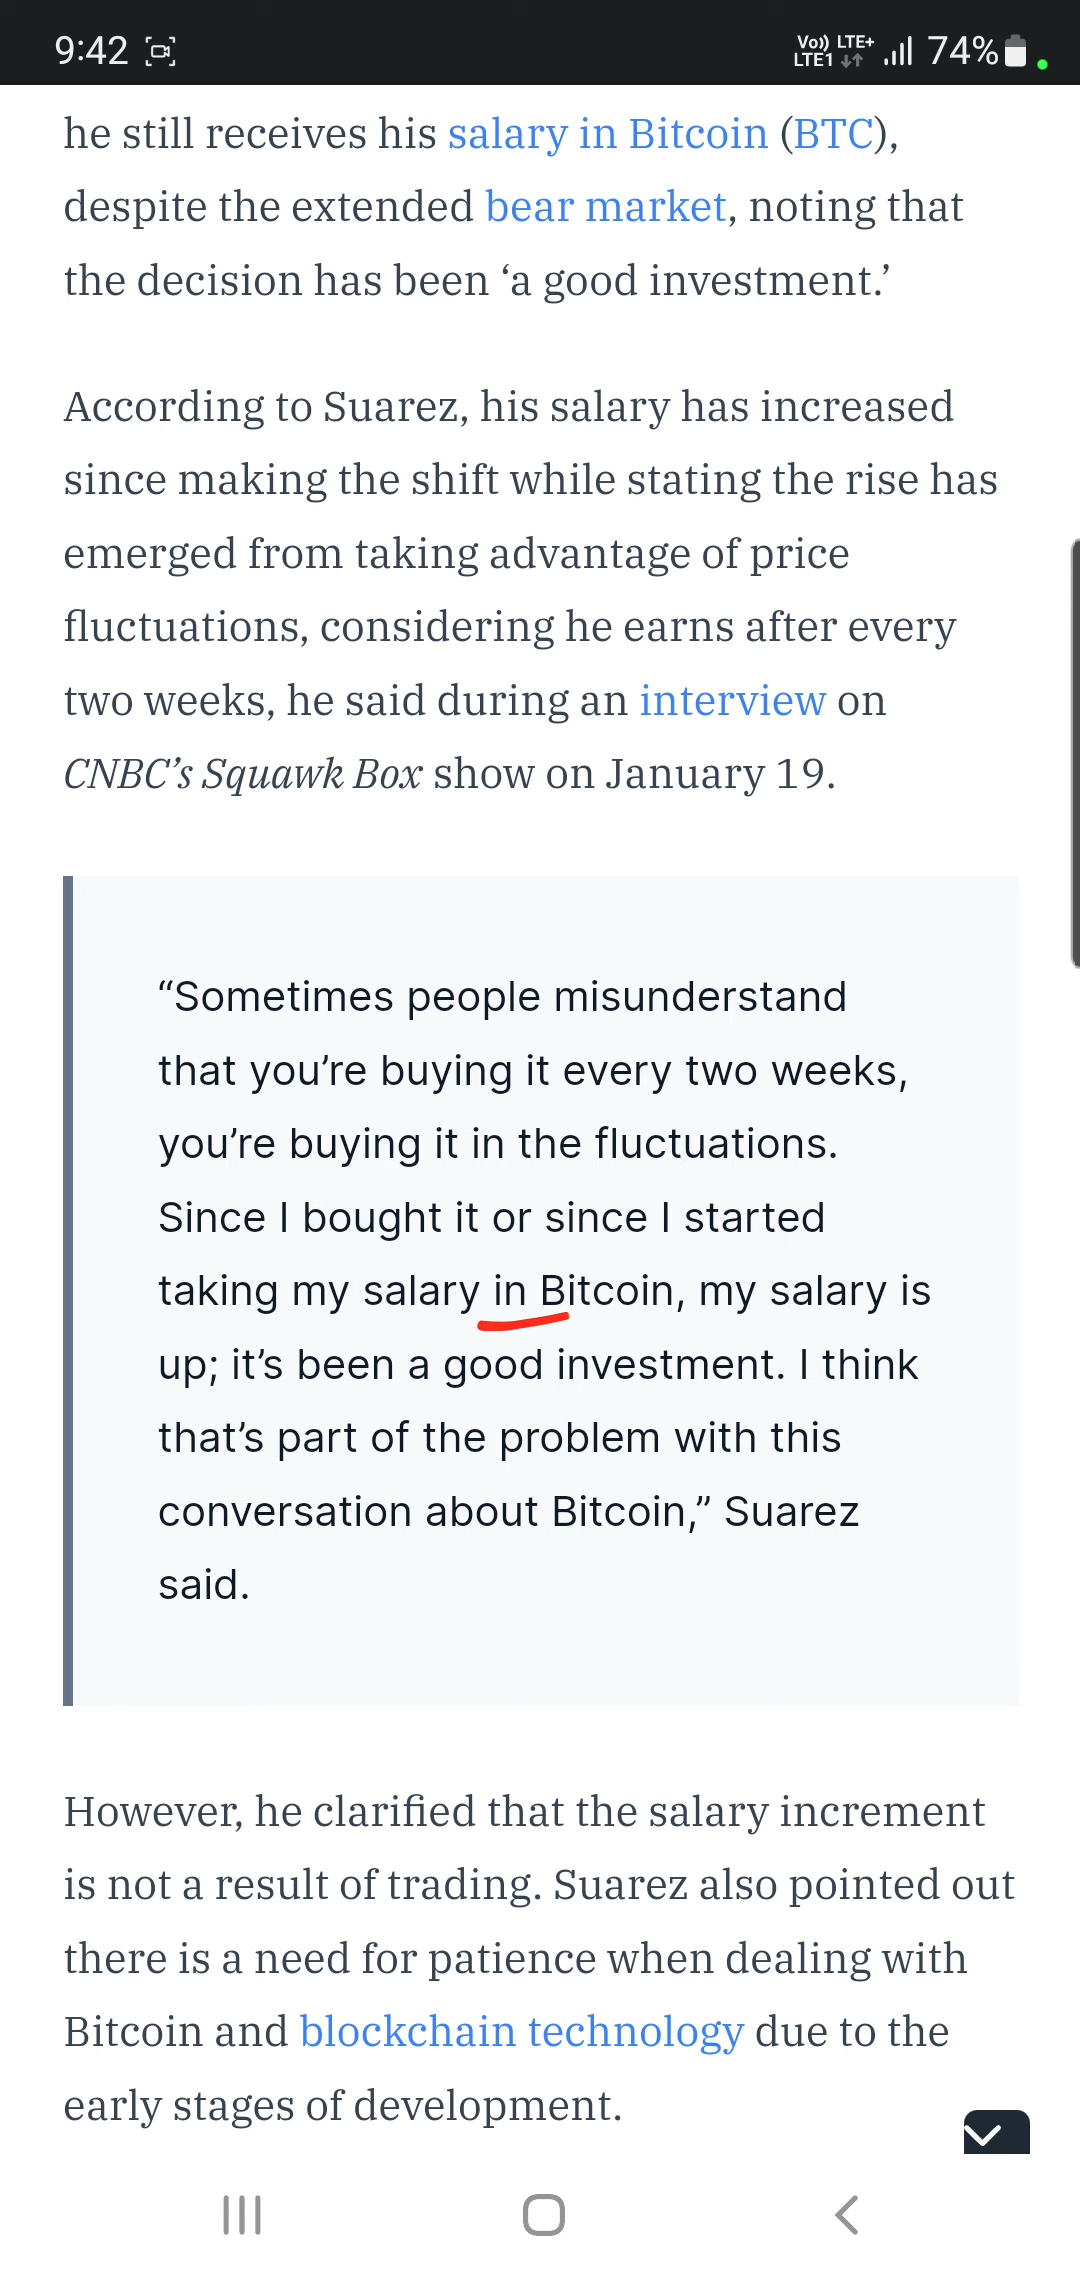 9:42
Vo)) LTE+
LTE1
74%
he still receives his salary in Bitcoin (BTC),
despite the extended bear market, noting that
the decision has been ‘a good investment.’
According to Suarez, his salary has increased
since making the shift while stating the rise has
emerged from taking advantage of price
fluctuations, considering he earns after every
two weeks, he said during an interview on
CNBC’s Squawk Box show on January 19.
“Sometimes people misunderstand
that you’re buying it every two weeks,
you’re buying it in the fluctuations.
Since I bought it or since I started
taking my salary in Bitcoin, my salary is
up; it’s been a good investment. I think
that’s part of the problem with this
conversation about Bitcoin,” Suarez
said.
However, he clarified that the salary increment
is not a result of trading. Suarez also pointed out
there is a need for patience when dealing with
Bitcoin and blockchain technology due to the
early stages of development.